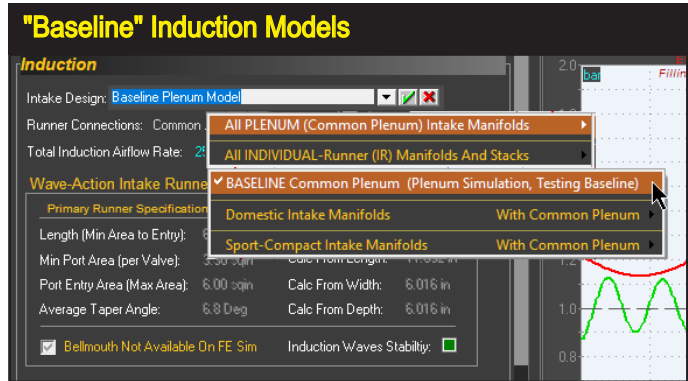 "Baseline" Induction Models
Induction
Intake Design: Baseline Plenum Model
Runner Connections: Common
All PLENUM (Common Plenum) Intake Manifolds
Total Induction Airflow Rate:
All INDIVIDUAL-Runner (IR) Manifolds And Stacks
Wave-Action Intake Runne
BASELINE Common Plenum (Plenum Simulation, Testing Baseline)
Primary Runner Specification
Domestic Intake Manifolds With Common Plenum
Length (Min Area to Entry):
Sport-Compact Intake Manifolds With Common Plenum
Min Port Area (per Valve): Calc From Length:
Port Entry Area (Max Area): 6.00 sqin Calc From Width: 6.016 in
Average Taper Angle: 6.8 Deg Calc From Depth: 6.016 in
Bellmouth Not Available On FE Sim Induction Waves Stabiltiy:
2.0
bar
Fillin
1.2
1.0
0.8